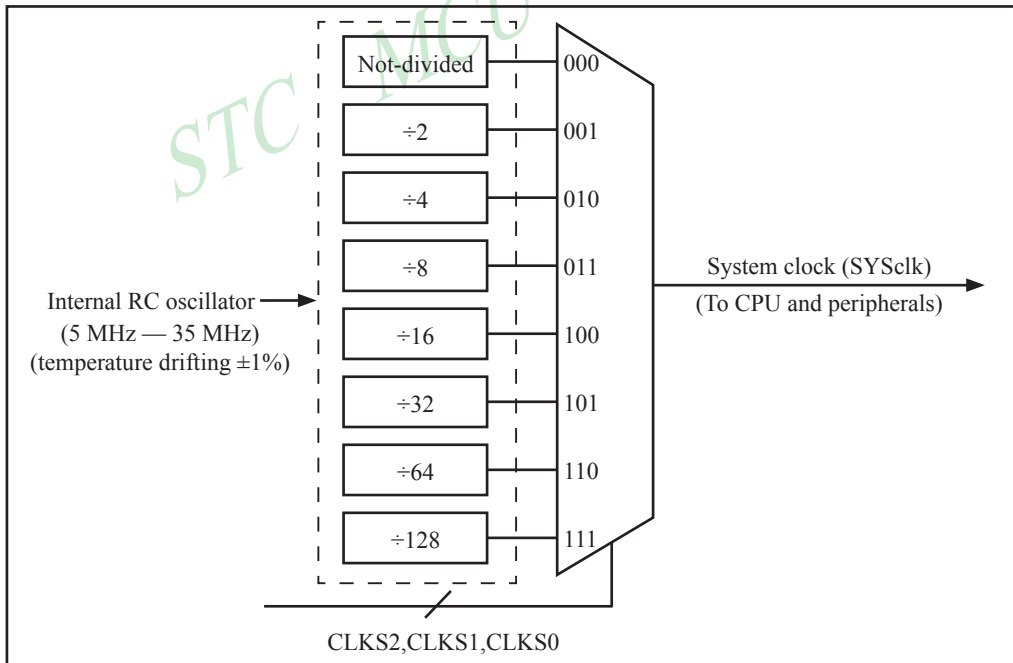 STC MCU
Not-divided
000
÷2
001
÷4
010
÷8
011
÷16
100
÷32
101
÷64
110
÷128
111
Internal RC oscillator
(5 MHz — 35 MHz)
(temperature drifting ±1%)
System clock (SYSclk)
(To CPU and peripherals)
CLKS2,CLKS1,CLKS0